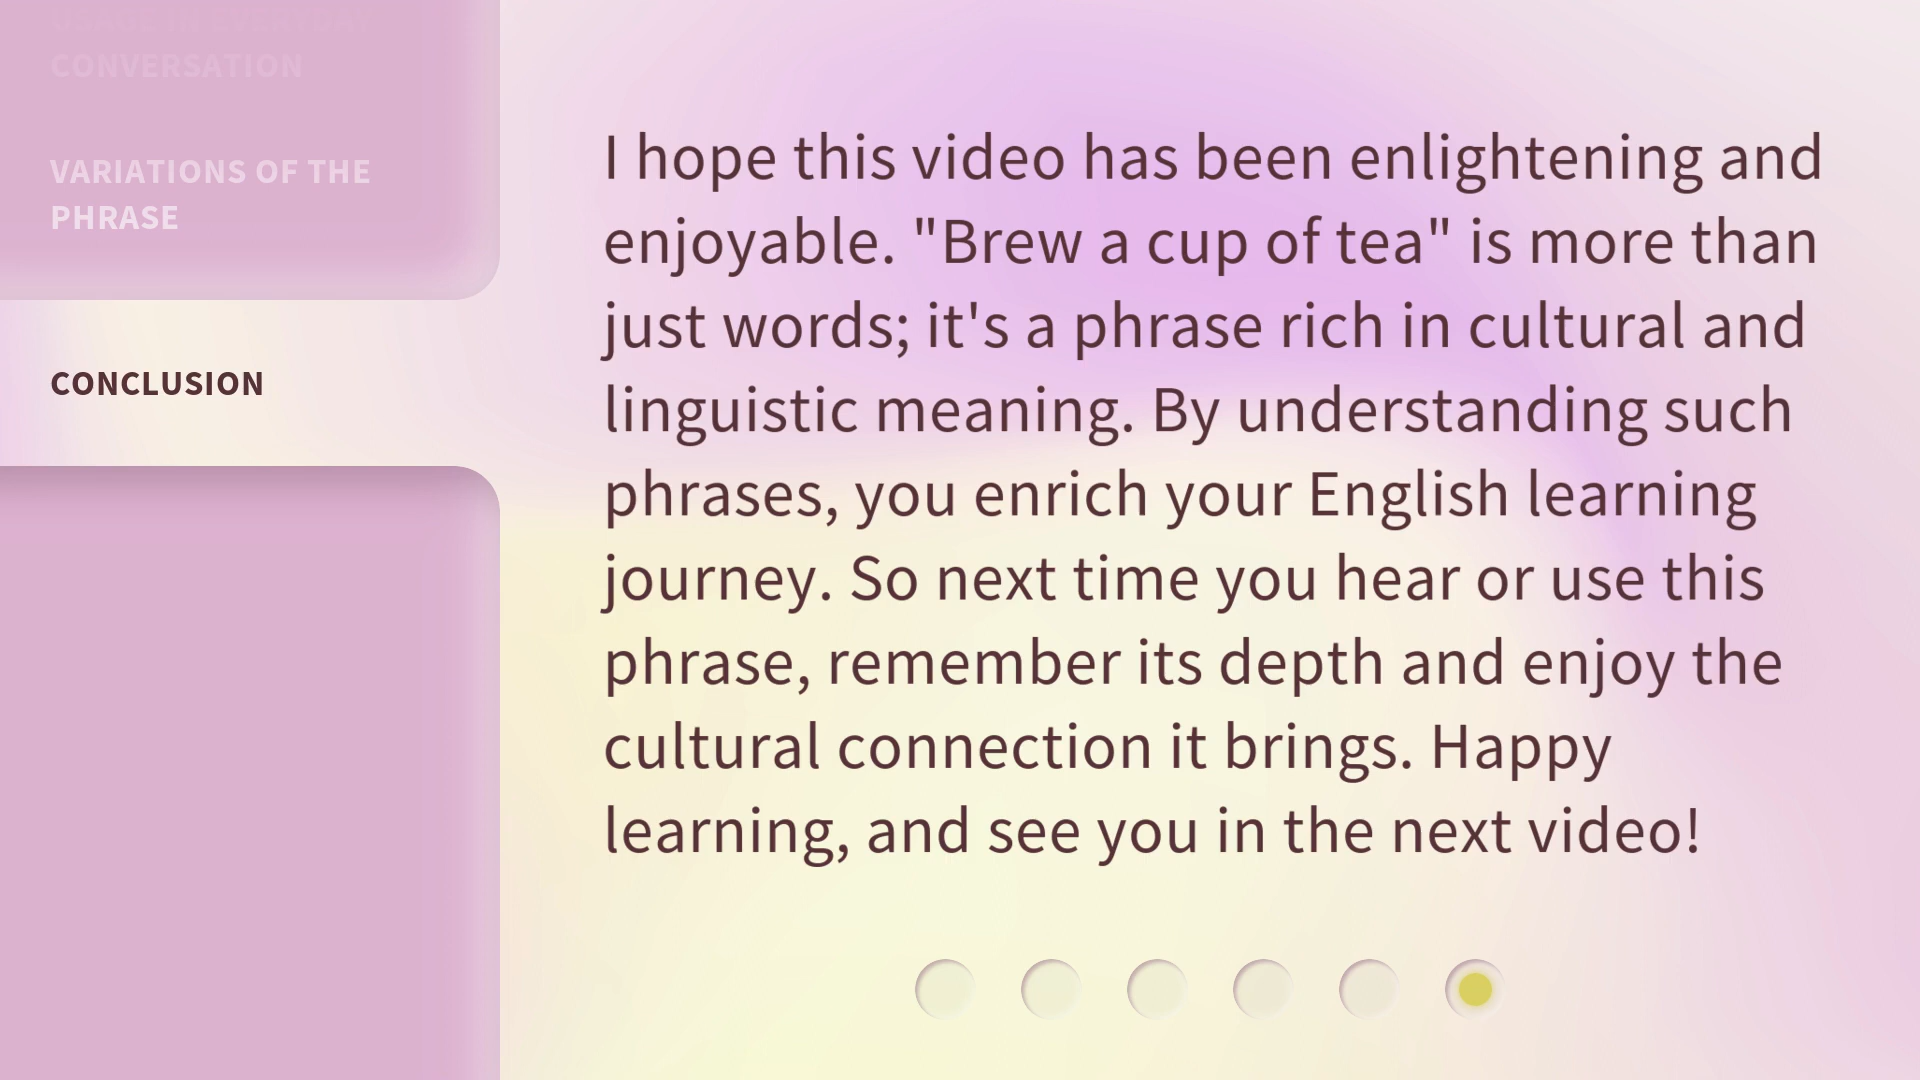 USAGE IN EVERYDAY
CONVERSATION
VARIATIONS OF THE
PHRASE
CONCLUSION
I hope this video has been enlightening and
enjoyable. "Brew a cup of tea" is more than
just words; it's a phrase rich in cultural and
linguistic meaning. By understanding such
phrases, you enrich your English learning
journey. So next time you hear or use this
phrase, remember its depth and enjoy the
cultural connection it brings. Happy
learning, and see you in the next video!